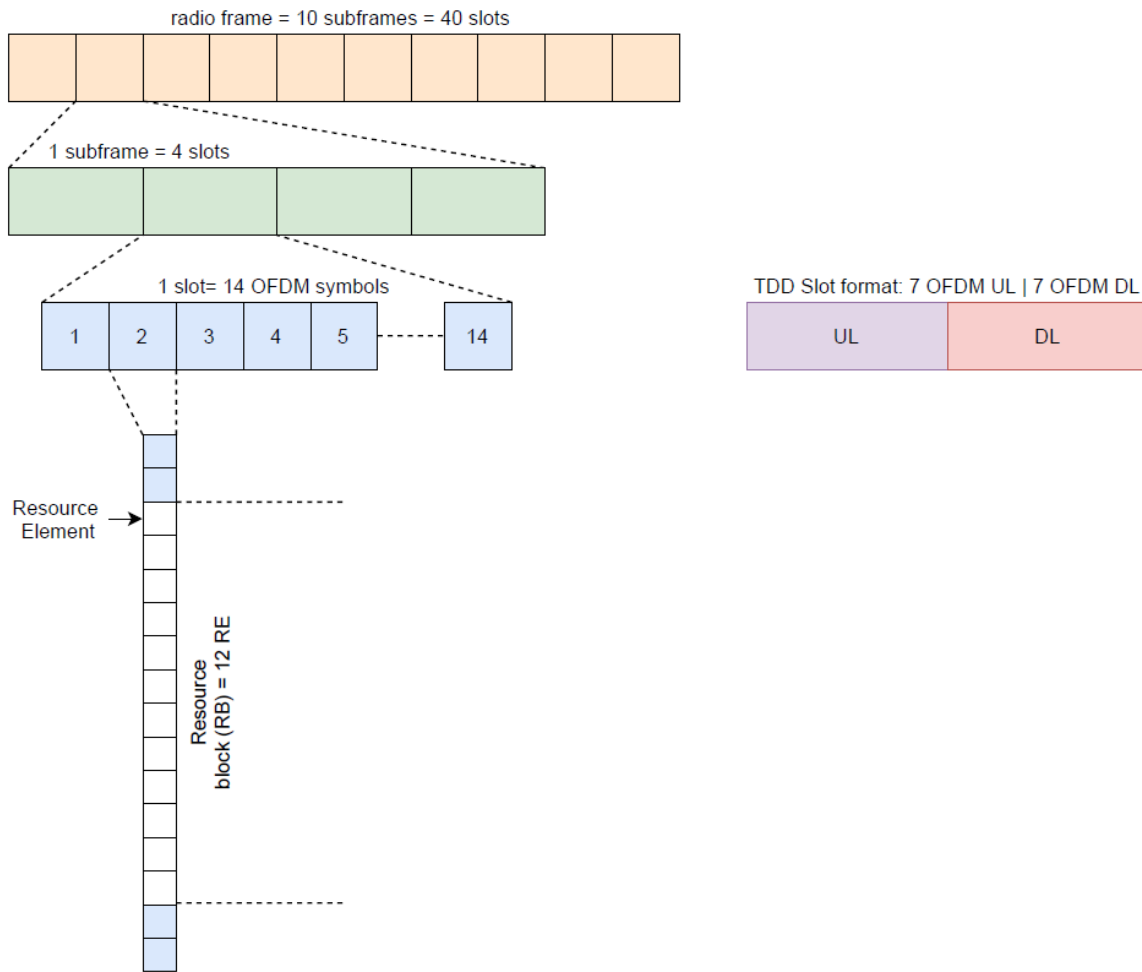 radio frame = 10 subframes = 40 slots
1 subframe = 4 slots
1 slot= 14 OFDM symbols
1
2
3
4
5
14
TDD Slot format: 7 OFDM UL | 7 OFDM DL
UL
DL
Resource
Element
Resource
block (RB) = 12 RE